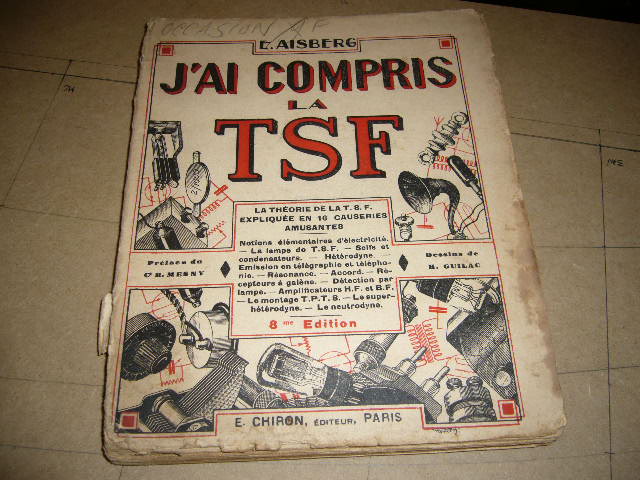 OCCASION
E. AISBERG
J'AI COMPRIS
LA
TSF
LA THÉORIE DE LA T. S. F.
EXPLIQUÉE EN 16 CAUSERIES
AMUSANTES
Notions élémentaires d'électricité.
— La lampe de T. S. F. — Selfs et
condensateurs. — Hétérodyne. —
Emission en télégraphie et télépho-
nie. — Résonance. — Accord. — Ré-
cepteurs à galène. — Détection par
lampe. — Amplificateurs H. F. et B. F.
— Le montage T. P. T. 8. — Le super-
hétérodyne. — Le neutrodyne.
8me Edition
Préface du
Ct R. MESNY
Dessins de
H. GUILAC
E. CHIRON, ÉDITEUR, PARIS